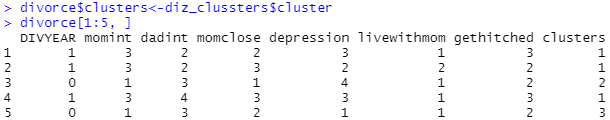 > divorce$clusters<-diz_clussters$cluster
> divorce[1:5, ]
DIVYEAR momint dadint momclose depression livewithmom gethitched clusters
1 1 3 2 2 3 1 3 1
2 1 3 2 3 2 2 2 1
3 0 1 3 1 4 1 2 2
4 1 3 4 3 3 1 3 1
5 0 1 3 2 1 1 2 3